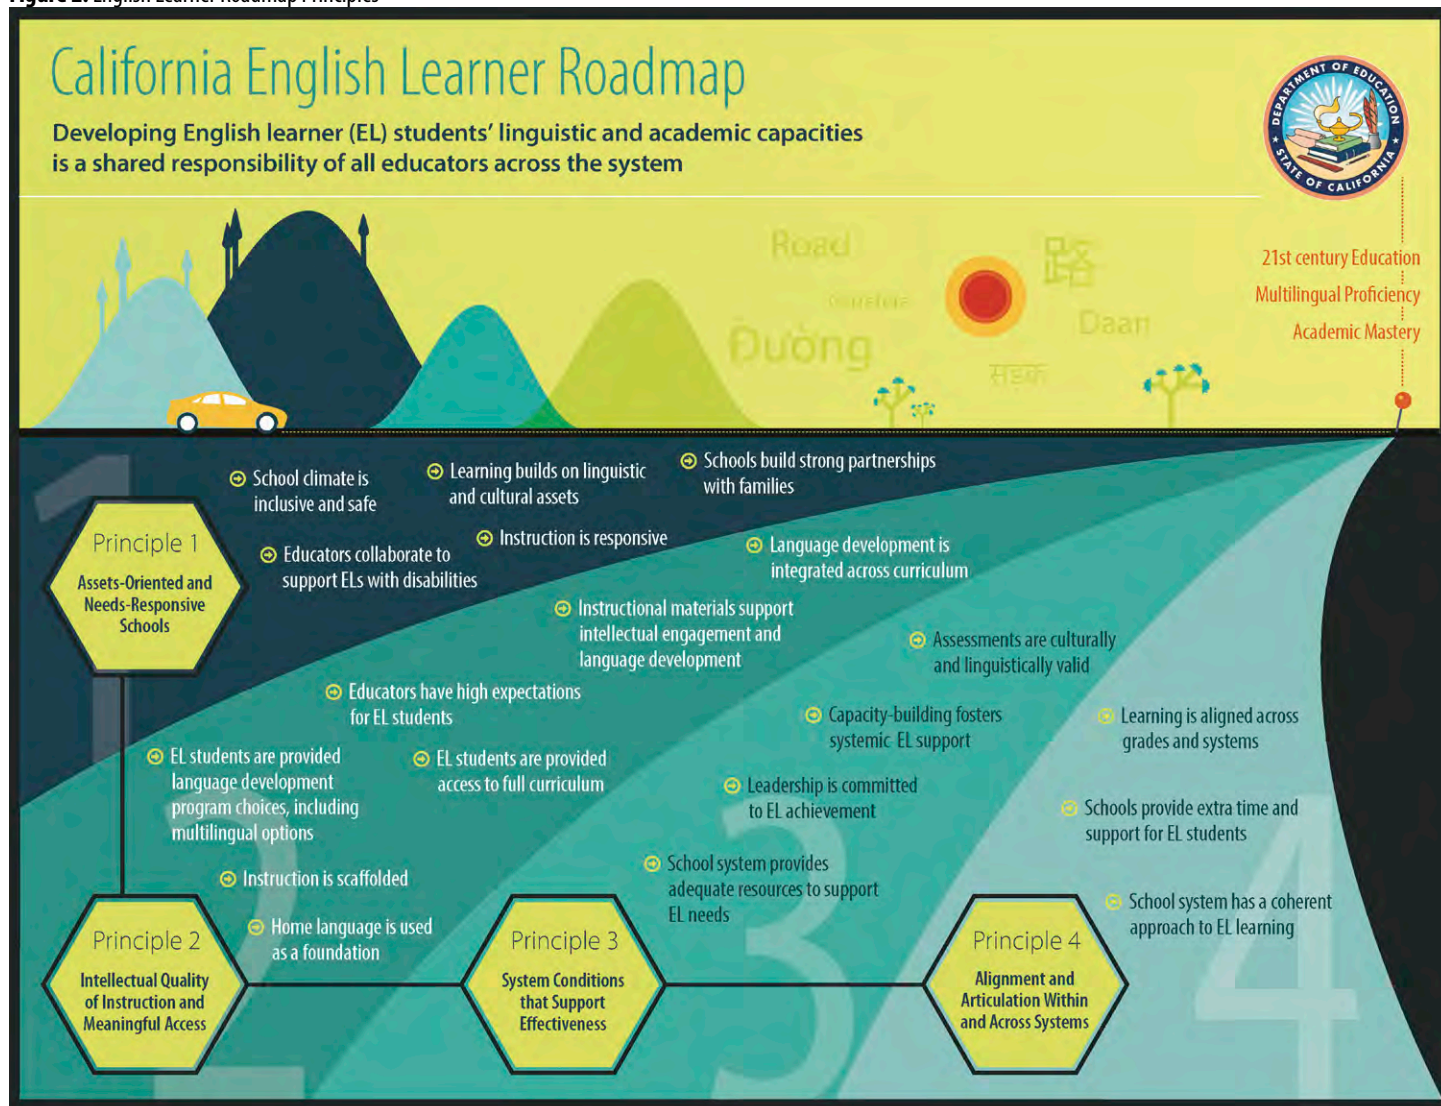 Figure 2. English Learner Roadmap Principles
California English Learner Roadmap
Developing English learner (EL) students' linguistic and academic capacities
is a shared responsibility of all educators across the system
DEPARTMENT OF EDUCATION
STATE OF CALIFORNIA
Road
Đường
路
Daan
सड़क
21st century Education
Multilingual Proficiency
Academic Mastery
1
Principle 1
Assets-Oriented and
Needs-Responsive
Schools
School climate is
inclusive and safe
Learning builds on linguistic
and cultural assets
Schools build strong partnerships
with families
Educators collaborate to
support ELs with disabilities
Instruction is responsive
Language development is
integrated across curriculum
Instructional materials support
intellectual engagement and
language development
Educators have high expectations
for EL students
EL students are provided
language development
program choices, including
multilingual options
EL students are provided
access to full curriculum
Instruction is scaffolded
Home language is used
as a foundation
2
Principle 2
Intellectual Quality
of Instruction and
Meaningful Access
Assessments are culturally
and linguistically valid
Capacity-building fosters
systemic EL support
Leadership is committed
to EL achievement
School system provides
adequate resources to support
EL needs
3
Principle 3
System Conditions
that Support
Effectiveness
Learning is aligned across
grades and systems
Schools provide extra time and
support for EL students
School system has a coherent
approach to EL learning
4
Principle 4
Alignment and
Articulation Within
and Across Systems